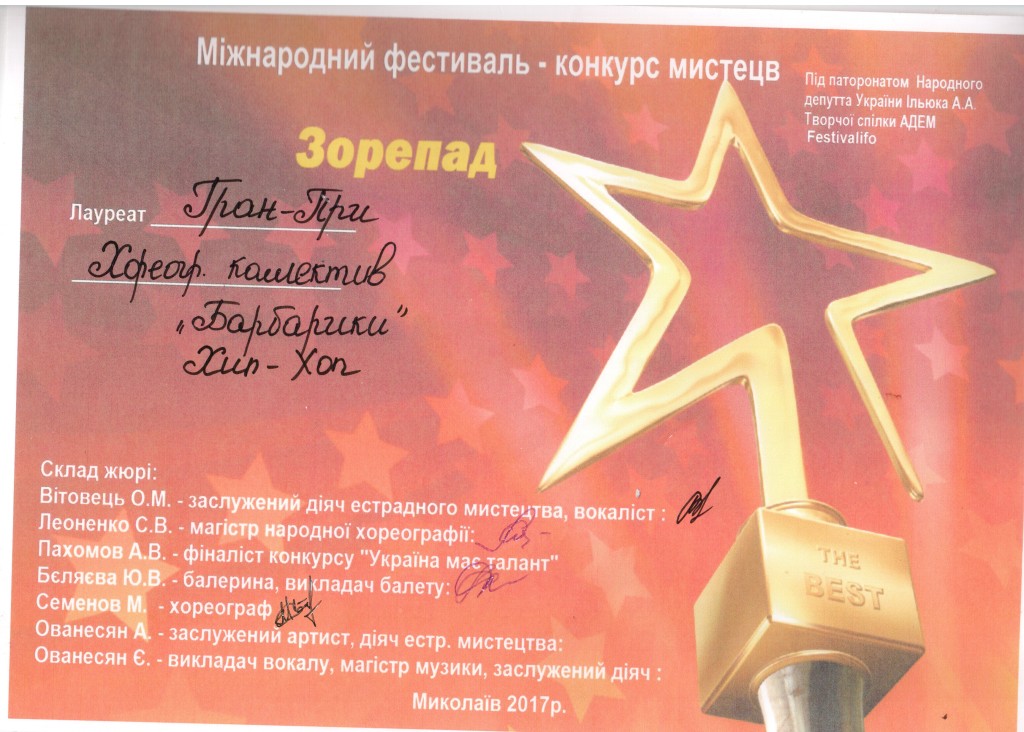 Міжнародний фестиваль - конкурс мистецв
Під паторонатом Народного
депутта України Ільюка А.А.
Творчої спілки АДЕМ
Festivalifo
Зорепад
Лауреат Гран-Прі
Хореогр. колектив
"Барбарики"
Хип-Хоп
Склад жюрі:
Вітовець О.М. - заслужений діяч естрадного мистецтва, вокаліст :
Леоненко С.В. - магістр народної хореографії:
Пахомов А.В. - фіналіст конкурсу "Україна має талант"
Бєляєва Ю.В. - балерина, викладач балету:
Семенов М. - хореограф
Ованесян А. - заслужений артист, діяч естр. мистецтва:
Ованесян Є. - викладач вокалу, магістр музики, заслужений діяч :
THE
BEST
Миколаїв 2017р.